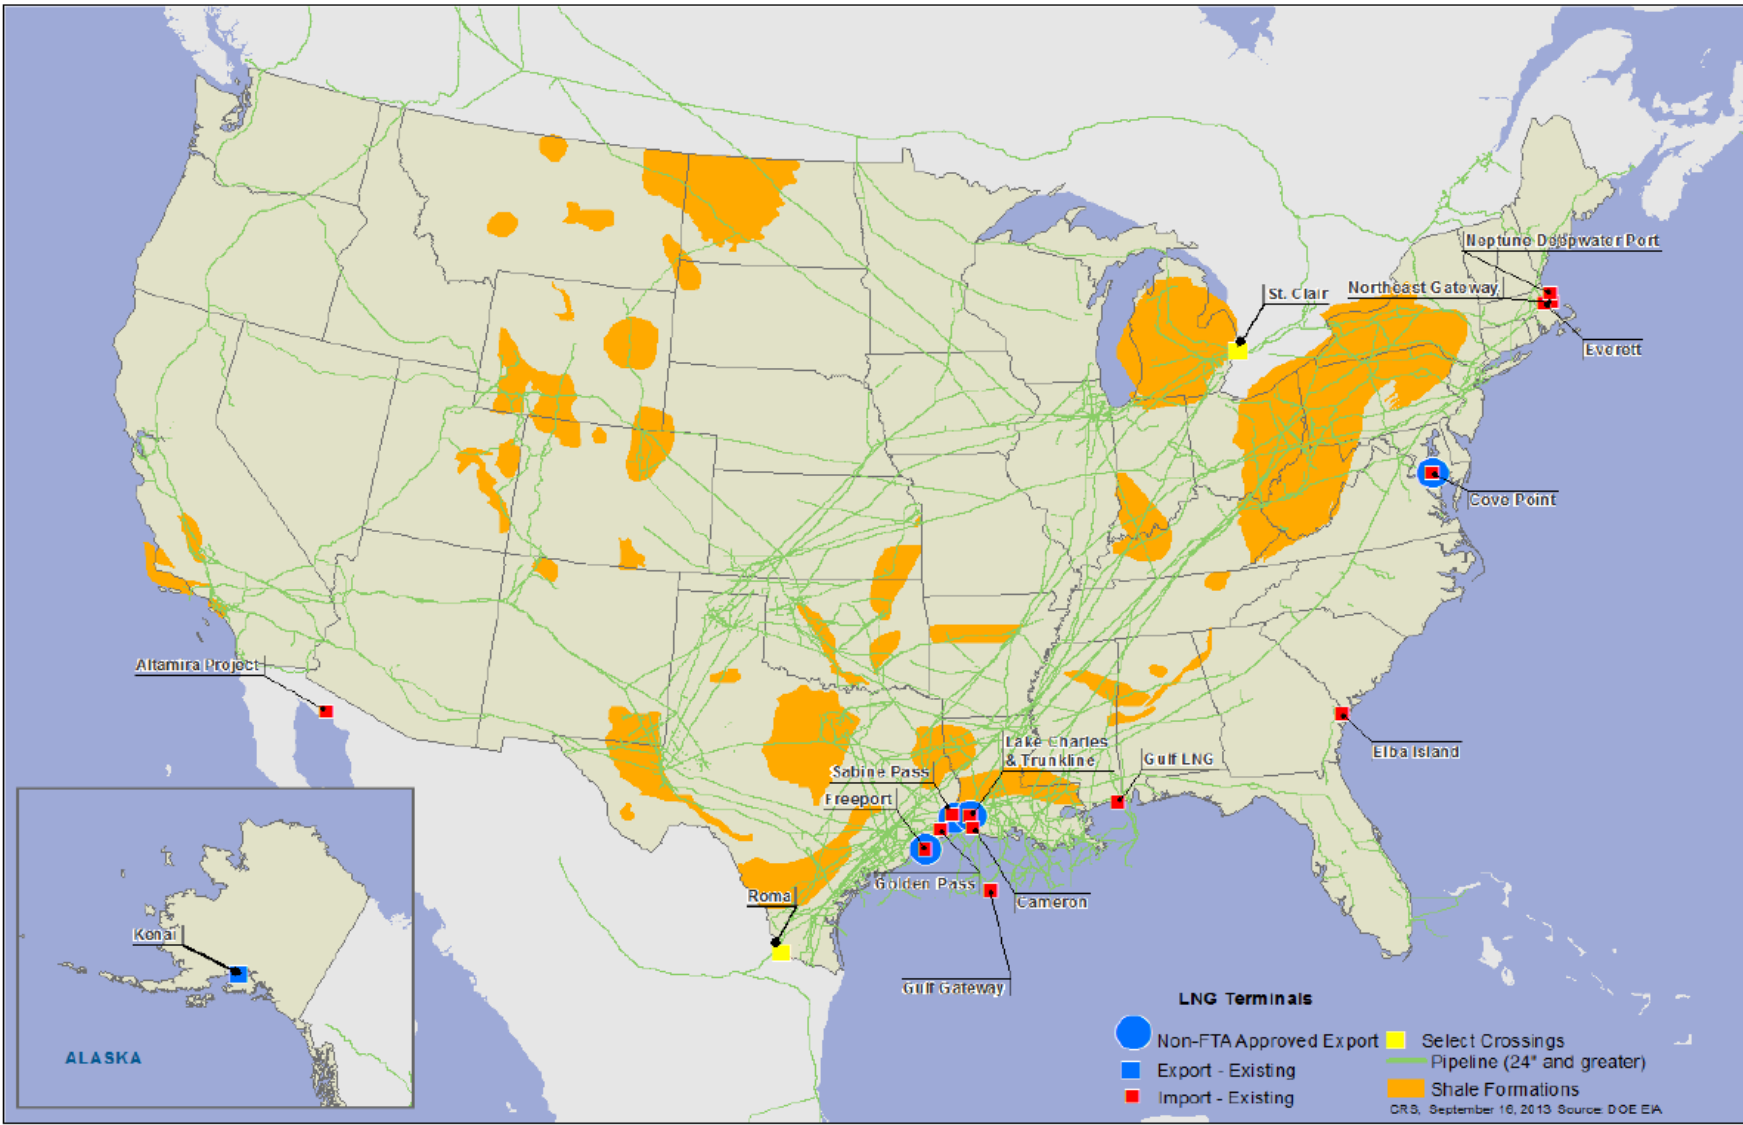 Neptune Deepwater Port
Northeast Gateway
St. Clair
Everett
Cove Point
Altamira Project
Elba Island
Lake Charles
& Trunkline
Gulf LNG
Sabine Pass
Freeport
Golden Pass
Cameron
Roma
Gulf Gateway
Kenai
ALASKA
LNG Terminals
Non-FTA Approved Export
Select Crossings
Pipeline (24" and greater)
Export - Existing
Shale Formations
Import - Existing
CRS, September 16, 2013 Source: DOE EIA